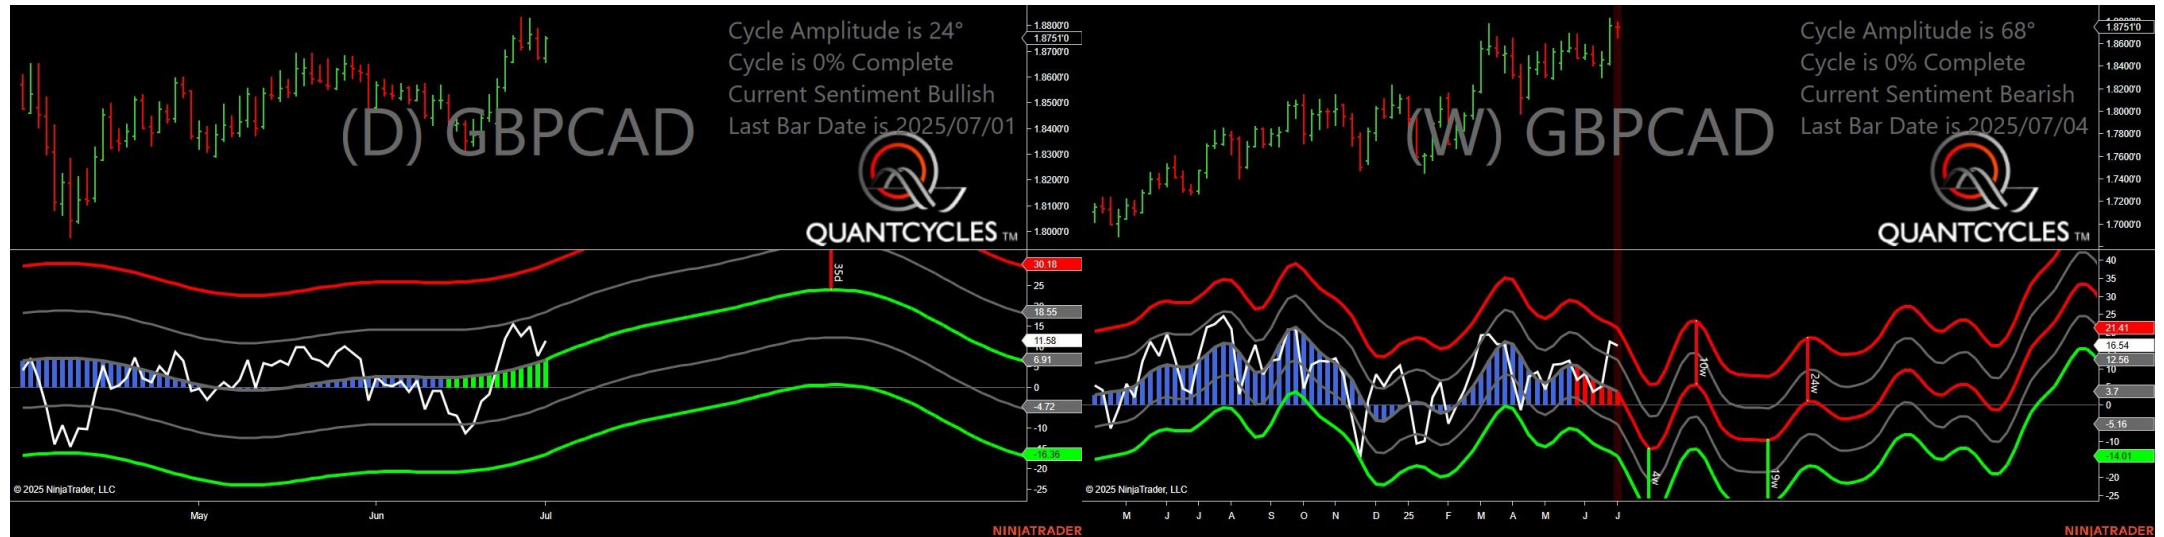 Cycle Amplitude is 24°
Cycle is 0% Complete
Current Sentiment Bullish
Last Bar Date is 2025/07/01
(D) GBPCAD
QUANTCYCLES TM
1.8800'0
1.8751'0
1.8700'0
1.8600'0
1.8500'0
1.8400'0
1.8300'0
1.8200'0
1.8100'0
1.8000'0
35d
30.18
25
18.55
15
11.58
6.91
0
-4.72
-10
-16.36
-20
-25
© 2025 NinjaTrader, LLC
May
Jun
Jul
NINJATRADER
Cycle Amplitude is 68°
Cycle is 0% Complete
Current Sentiment Bearish
Last Bar Date is 2025/07/04
(W) GBPCAD
QUANTCYCLES TM
1.8751'0
1.8600'0
1.8400'0
1.8200'0
1.8000'0
1.7800'0
1.7600'0
1.7400'0
1.7200'0
1.7000'0
4w
10w
19w
24w
40
35
30
25
21.41
16.54
12.56
10
3.7
0
-5.16
-10
-14.01
-20
-25
© 2025 NinjaTrader, LLC
M J J A S O N D 25 M A M J J
NINJATRADER